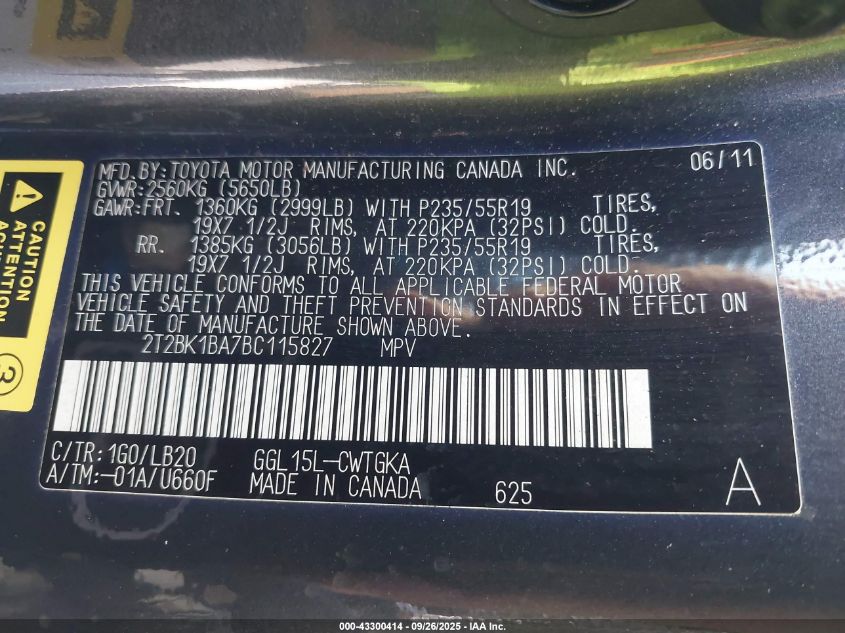 MFD.BY:TOYOTA MOTOR MANUFACTURING CANADA INC. 06/11
GVWR:2560KG (5650LB)
GAWR:FRT. 1360KG (2999LB) WITH P235/55R19 TIRES,
19X7 1/2J RIMS, AT 220KPA (32PSI) COLD.
RR. 1385KG (3056LB) WITH P235/55R19 TIRES,
19X7 1/2J RIMS, AT 220KPA (32PSI) COLD.
THIS VEHICLE CONFORMS TO ALL APPLICABLE FEDERAL MOTOR
VEHICLE SAFETY AND THEFT PREVENTION STANDARDS IN EFFECT ON
THE DATE OF MANUFACTURE SHOWN ABOVE.
2T2BK1BA7BC115827 MPV
C/TR:1G0/LB20 GGL15L-CWTGKA
A/TM:-01A/U660F MADE IN CANADA 625 A
CAUTION
ATTENTION
3
000-43300414 - 09/26/2025 - IAA Inc.